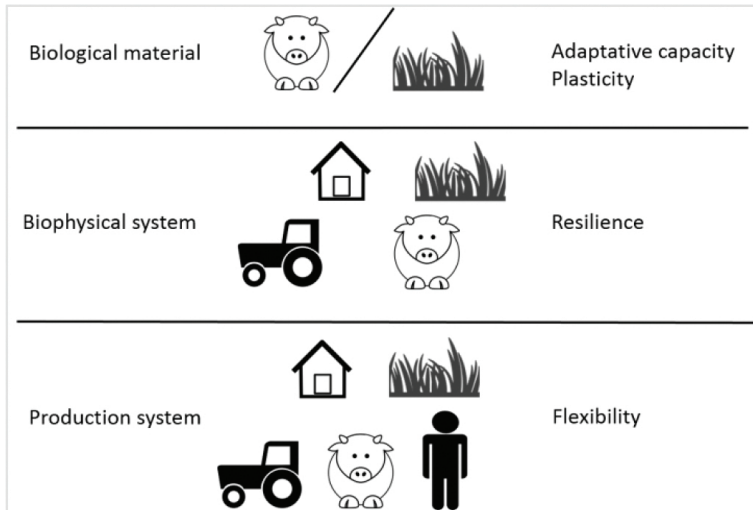 Biological material
Adaptative capacity
Plasticity
Biophysical system
Resilience
Production system
Flexibility